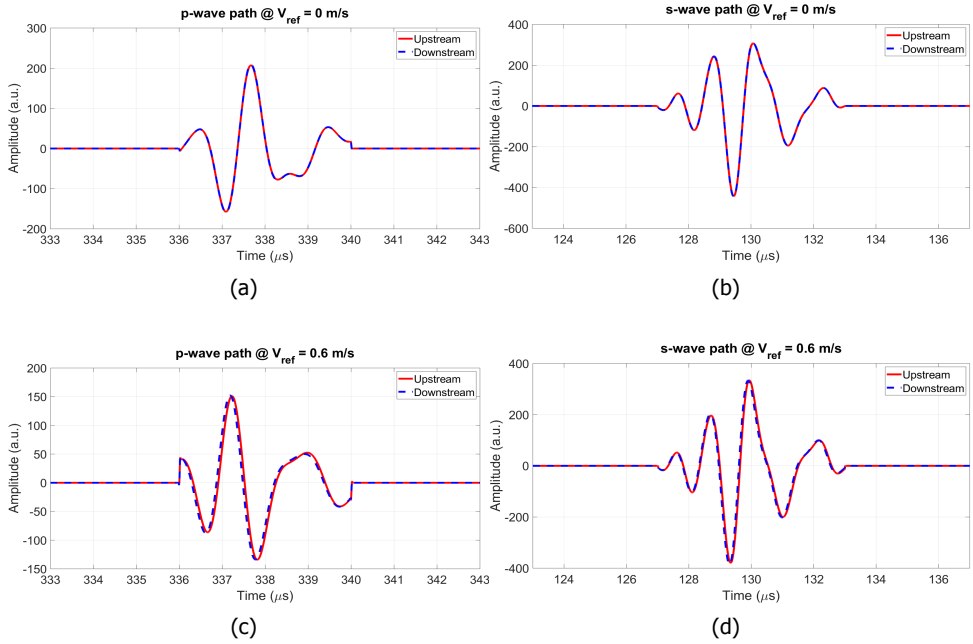 p-wave path @ V_ref = 0 m/s
Amplitude (a.u.)
300
200
100
0
-100
-200
Upstream
Downstream
333 334 335 336 337 338 339 340 341 342 343
Time (μs)
(a)
s-wave path @ V_ref = 0 m/s
Amplitude (a.u.)
400
200
0
-200
-400
-600
Upstream
Downstream
124 126 128 130 132 134 136
Time (μs)
(b)
p-wave path @ V_ref = 0.6 m/s
Amplitude (a.u.)
200
150
100
50
0
-50
-100
-150
Upstream
Downstream
333 334 335 336 337 338 339 340 341 342 343
Time (μs)
(c)
s-wave path @ V_ref = 0.6 m/s
Amplitude (a.u.)
400
200
0
-200
-400
Upstream
Downstream
124 126 128 130 132 134 136
Time (μs)
(d)